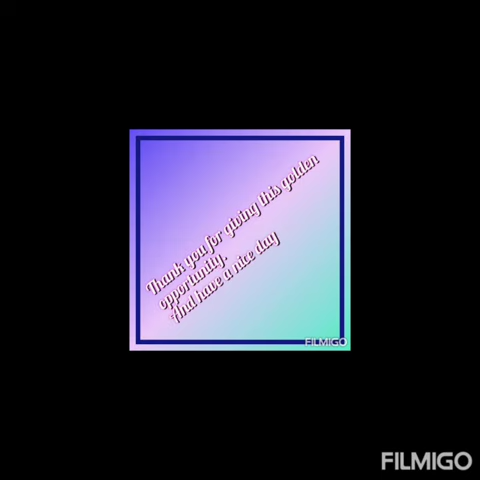 Thank you for giving this golden
opportunity.
And have a nice day
FILMIGO
FILMIGO